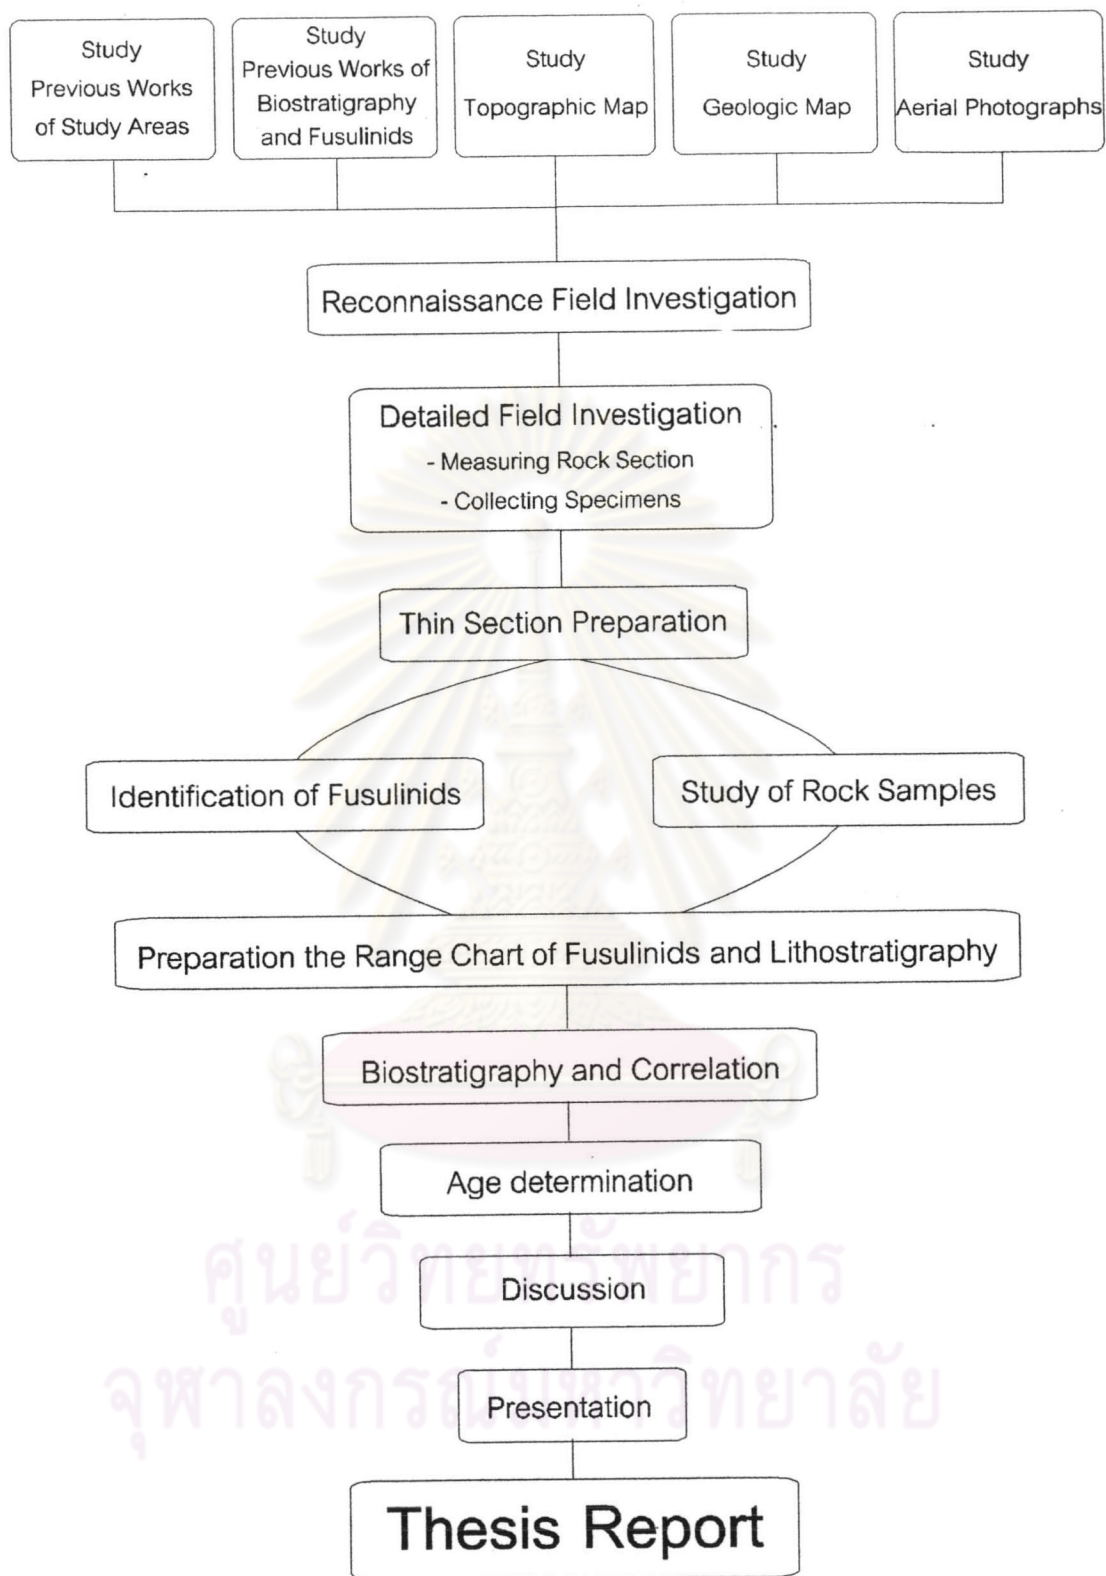 Study
Previous Works
of Study Areas
Study
Previous Works of
Biostratigraphy
and Fusulinids
Study
Topographic Map
Study
Geologic Map
Study
Aerial Photographs
Reconnaissance Field Investigation
Detailed Field Investigation
- Measuring Rock Section
- Collecting Specimens
Thin Section Preparation
Identification of Fusulinids
Study of Rock Samples
Preparation the Range Chart of Fusulinids and Lithostratigraphy
Biostratigraphy and Correlation
Age determination
ศูนย์วิทยทรัพยากร
Discussion
จุฬาลงกรณ์มหาวิทยาลัย
Presentation
Thesis Report